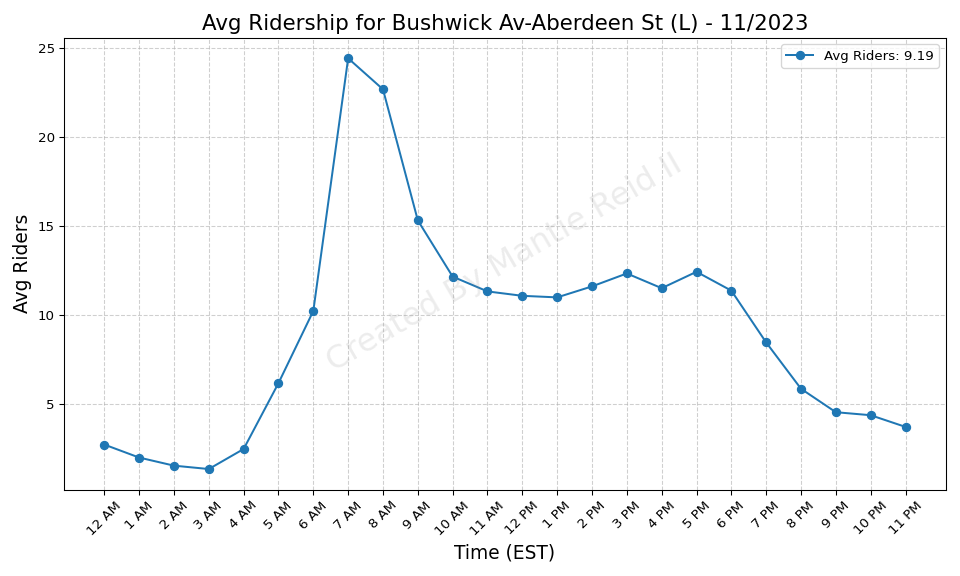 Avg Ridership for Bushwick Av-Aberdeen St (L) - 11/2023
Avg Riders: 9.19
Avg Riders
25
20
15
10
5
Created By Mantie Reid II
12 AM
1 AM
2 AM
3 AM
4 AM
5 AM
6 AM
7 AM
8 AM
9 AM
10 AM
11 AM
12 PM
1 PM
2 PM
3 PM
4 PM
5 PM
6 PM
7 PM
8 PM
9 PM
10 PM
11 PM
Time (EST)